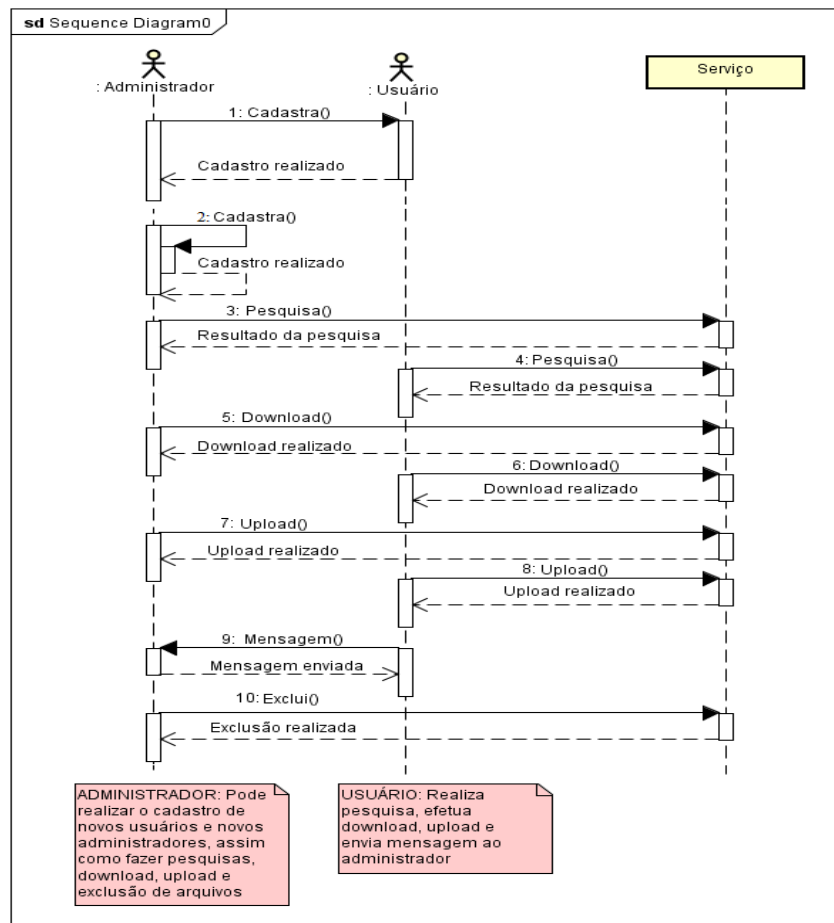 sd Sequence Diagram0
: Administrador
: Usuário
Serviço
1: Cadastra()
Cadastro realizado
2: Cadastra()
Cadastro realizado
3: Pesquisa()
Resultado da pesquisa
4: Pesquisa()
Resultado da pesquisa
5: Download()
Download realizado
6: Download()
Download realizado
7: Upload()
Upload realizado
8: Upload()
Upload realizado
9: Mensagem()
Mensagem enviada
10: Exclui()
Exclusão realizada
ADMINISTRADOR: Pode
realizar o cadastro de
novos usuários e novos
administradores, assim
como fazer pesquisas,
download, upload e
exclusão de arquivos
USUÁRIO: Realiza
pesquisa, efetua
download, upload e
envia mensagem ao
administrador